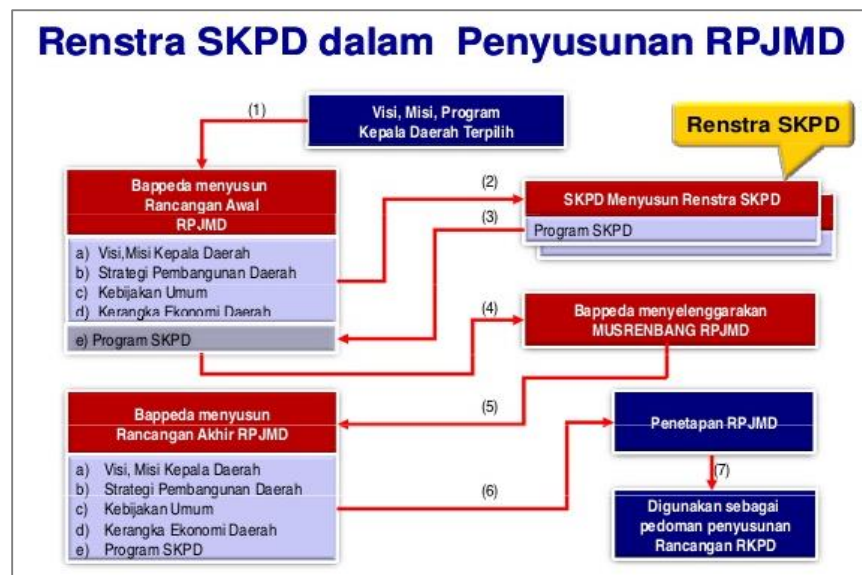 Renstra SKPD dalam Penyusunan RPJMD
(1)
Visi, Misi, Program
Kepala Daerah Terpilih
Renstra SKPD
Bappeda menyusun
Rancangan Awal
RPJMD
a) Visi,Misi Kepala Daerah
b) Strategi Pembangunan Daerah
c) Kebijakan Umum
d) Kerangka Ekonomi Daerah
e) Program SKPD
(2)
(3)
SKPD Menyusun Renstra SKPD
Program SKPD
(4)
Bappeda menyelenggarakan
MUSRENBANG RPJMD
(5)
Bappeda menyusun
Rancangan Akhir RPJMD
a) Visi, Misi Kepala Daerah
b) Strategi Pembangunan Daerah
c) Kebijakan Umum
d) Kerangka Ekonomi Daerah
e) Program SKPD
(6)
Penetapan RPJMD
(7)
Digunakan sebagai
pedoman penyusunan
Rancangan RKPD